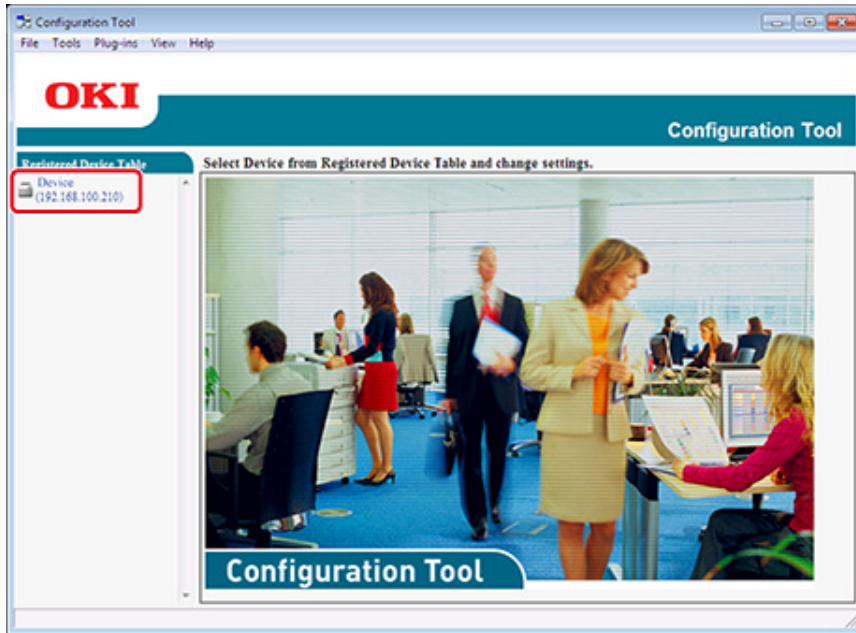 Configuration Tool
File Tools Plug-ins View Help
OKI
Configuration Tool
Registered Device Table
Select Device from Registered Device Table and change settings.
Device
(192.168.100.210)
Configuration Tool